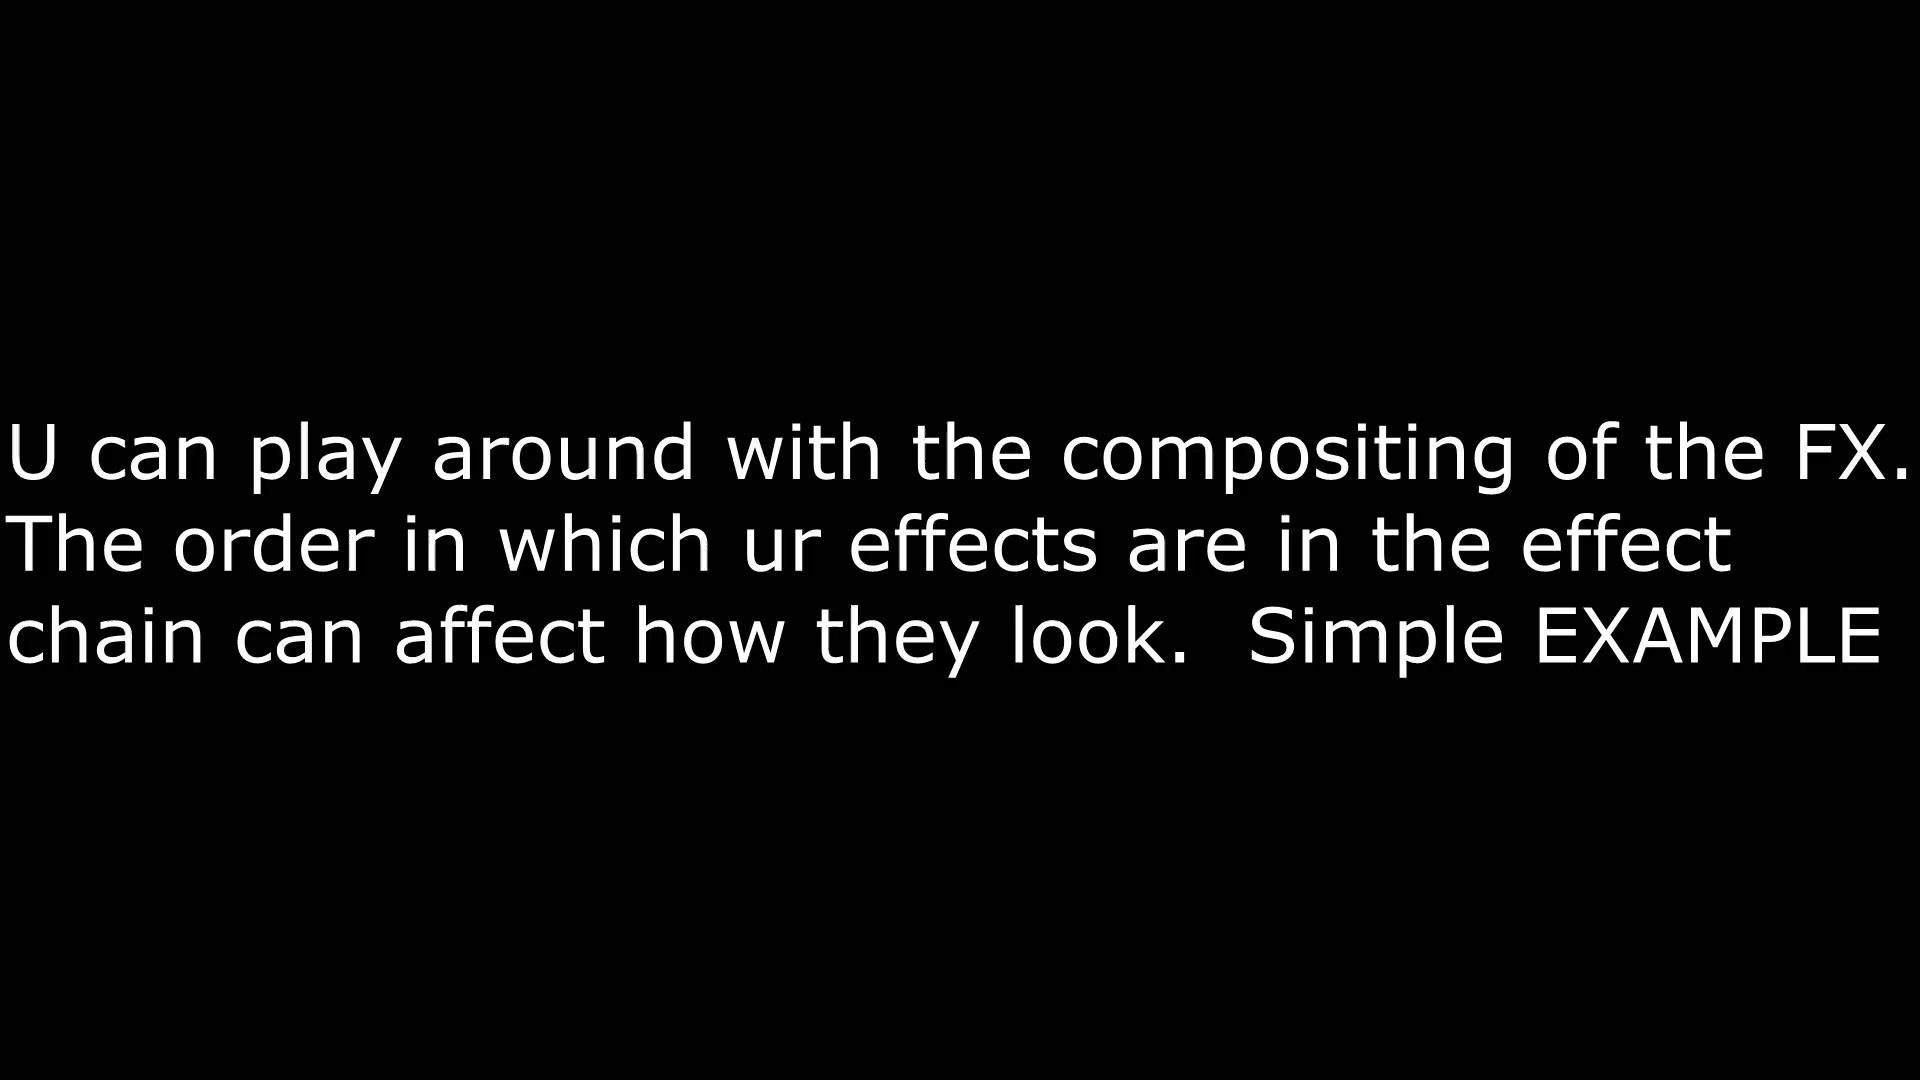 U can play around with the compositing of the FX.
The order in which ur effects are in the effect
chain can affect how they look.  Simple EXAMPLE